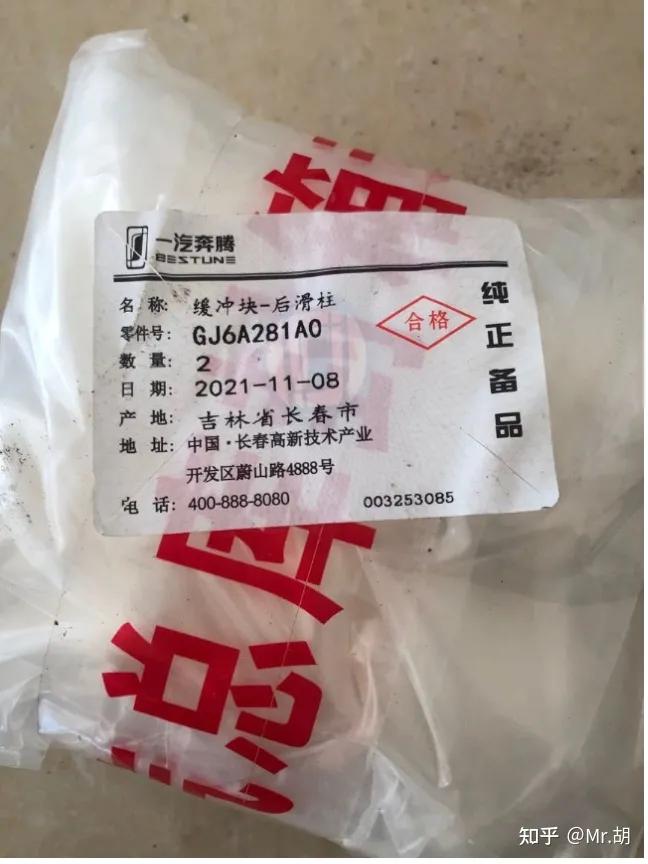 一汽奔腾
BESTUNE
名 称: 缓冲块-后滑柱
零件号: GJ6A281A0
数 量: 2
日 期: 2021-11-08
产 地: 吉林省长春市
地 址: 中国·长春高新技术产业
开发区蔚山路4888号
电 话: 400-888-8080
003253085
合格
纯正备品
总库
知乎 @Mr.胡